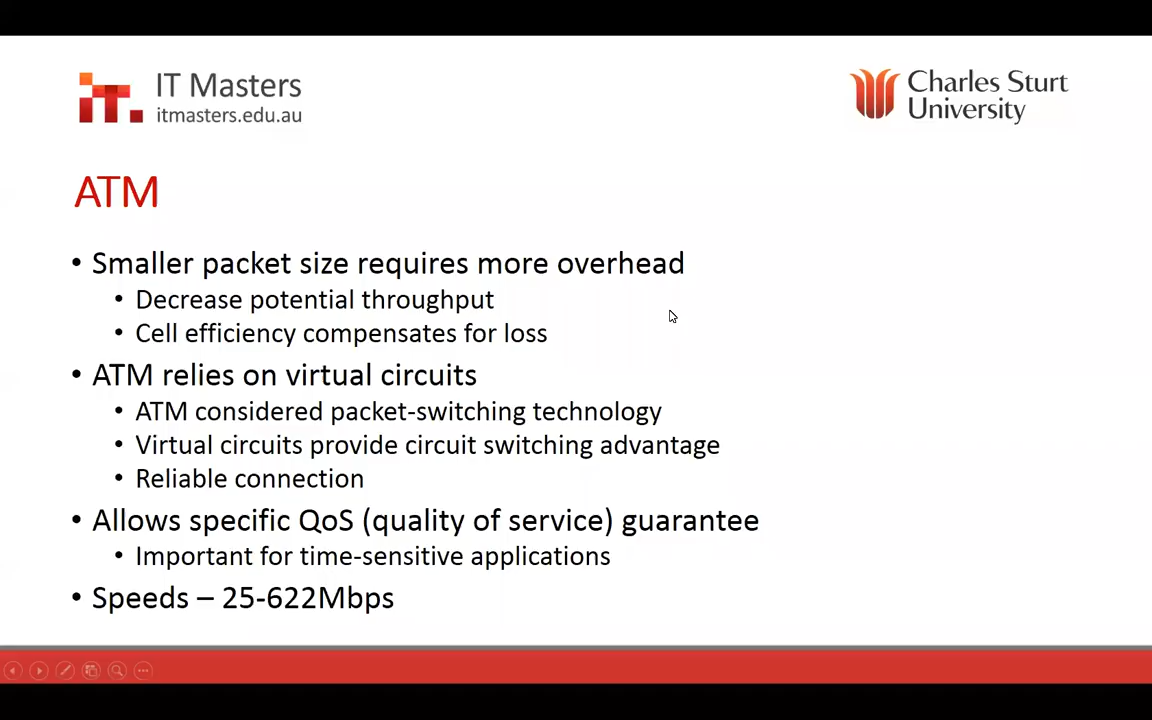 IT Masters
itmasters.edu.au
Charles Sturt
University
ATM
• Smaller packet size requires more overhead
• Decrease potential throughput
• Cell efficiency compensates for loss
• ATM relies on virtual circuits
• ATM considered packet-switching technology
• Virtual circuits provide circuit switching advantage
• Reliable connection
• Allows specific QoS (quality of service) guarantee
• Important for time-sensitive applications
• Speeds – 25-622Mbps